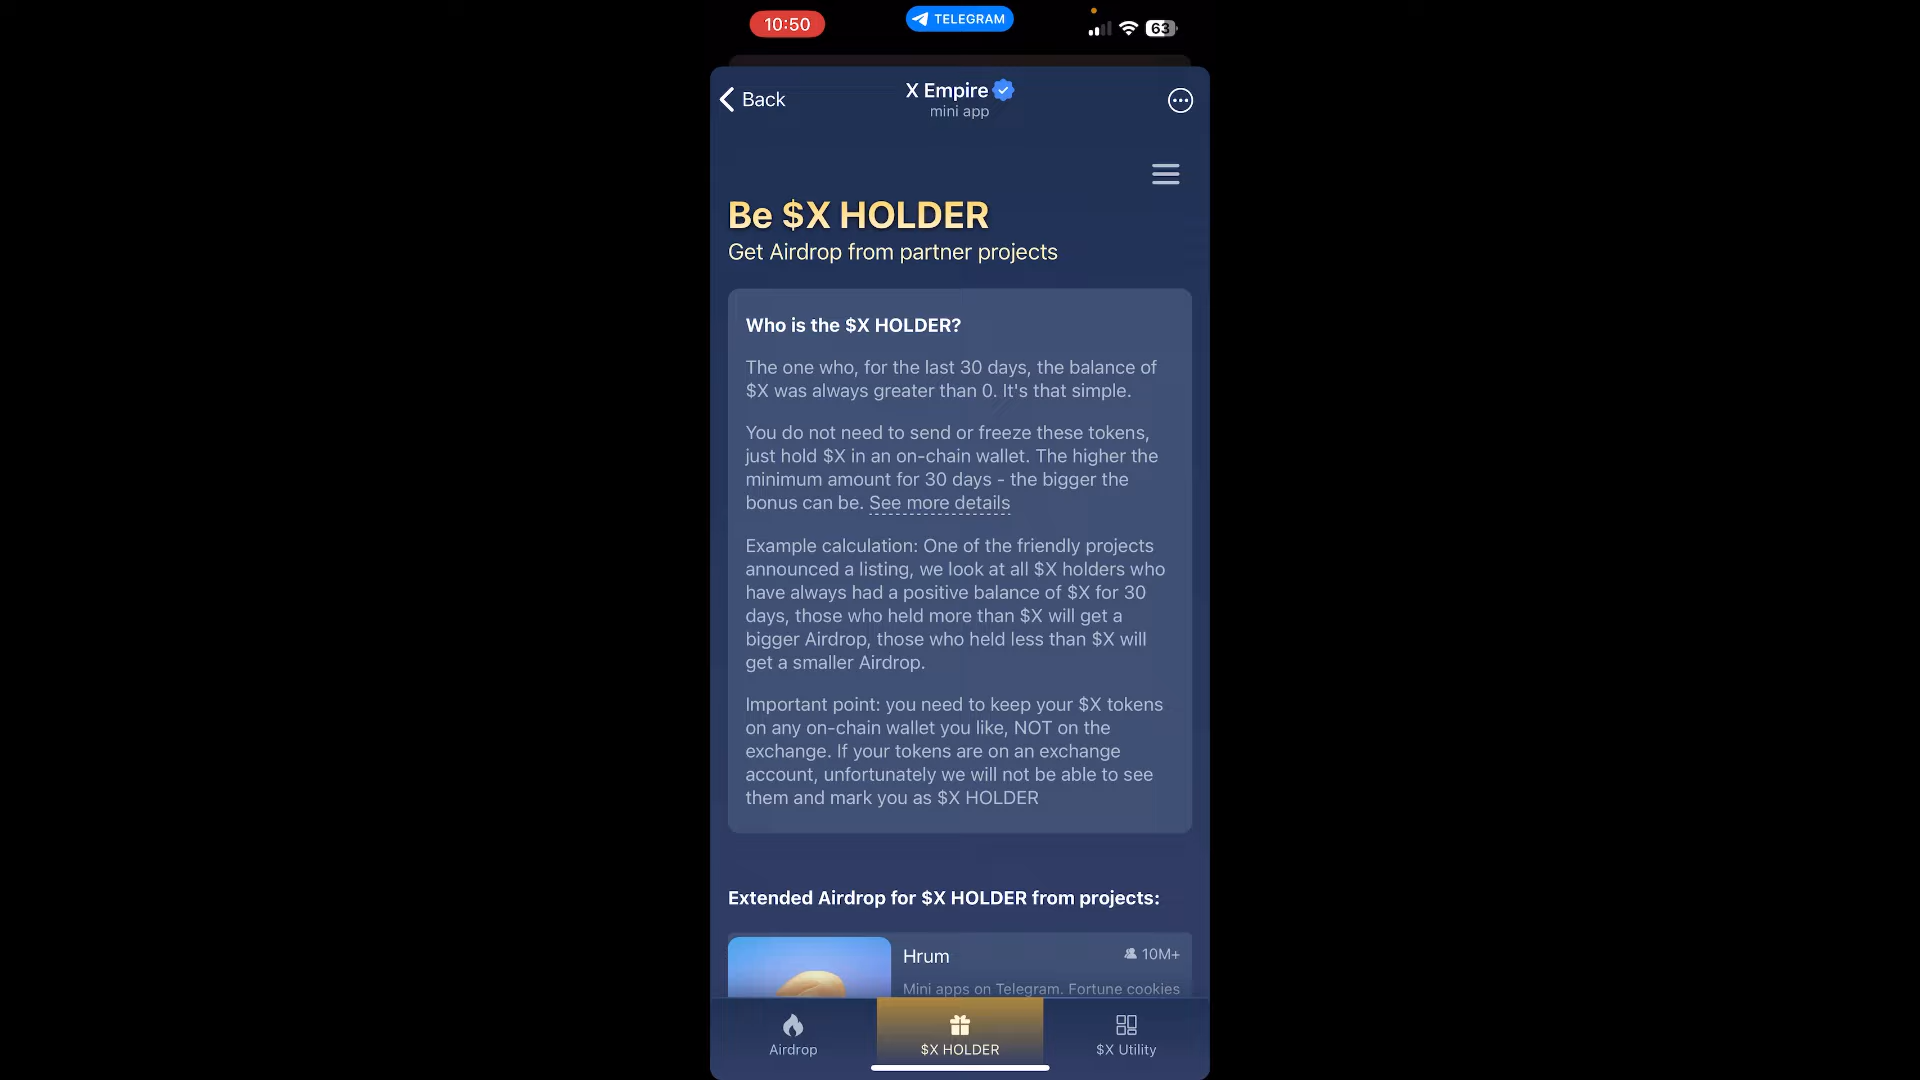 10:50
TELEGRAM
63
Back
X Empire
mini app
Be $X HOLDER
Get Airdrop from partner projects
Who is the $X HOLDER?
The one who, for the last 30 days, the balance of
$X was always greater than 0. It's that simple.
You do not need to send or freeze these tokens,
just hold $X in an on-chain wallet. The higher the
minimum amount for 30 days - the bigger the
bonus can be. See more details
Example calculation: One of the friendly projects
announced a listing, we look at all $X holders who
have always had a positive balance of $X for 30
days, those who held more than $X will get a
bigger Airdrop, those who held less than $X will
get a smaller Airdrop.
Important point: you need to keep your $X tokens
on any on-chain wallet you like, NOT on the
exchange. If your tokens are on an exchange
account, unfortunately we will not be able to see
them and mark you as $X HOLDER
Extended Airdrop for $X HOLDER from projects:
Hrum
10M+
Mini apps on Telegram. Fortune cookies
Airdrop
$X HOLDER
$X Utility